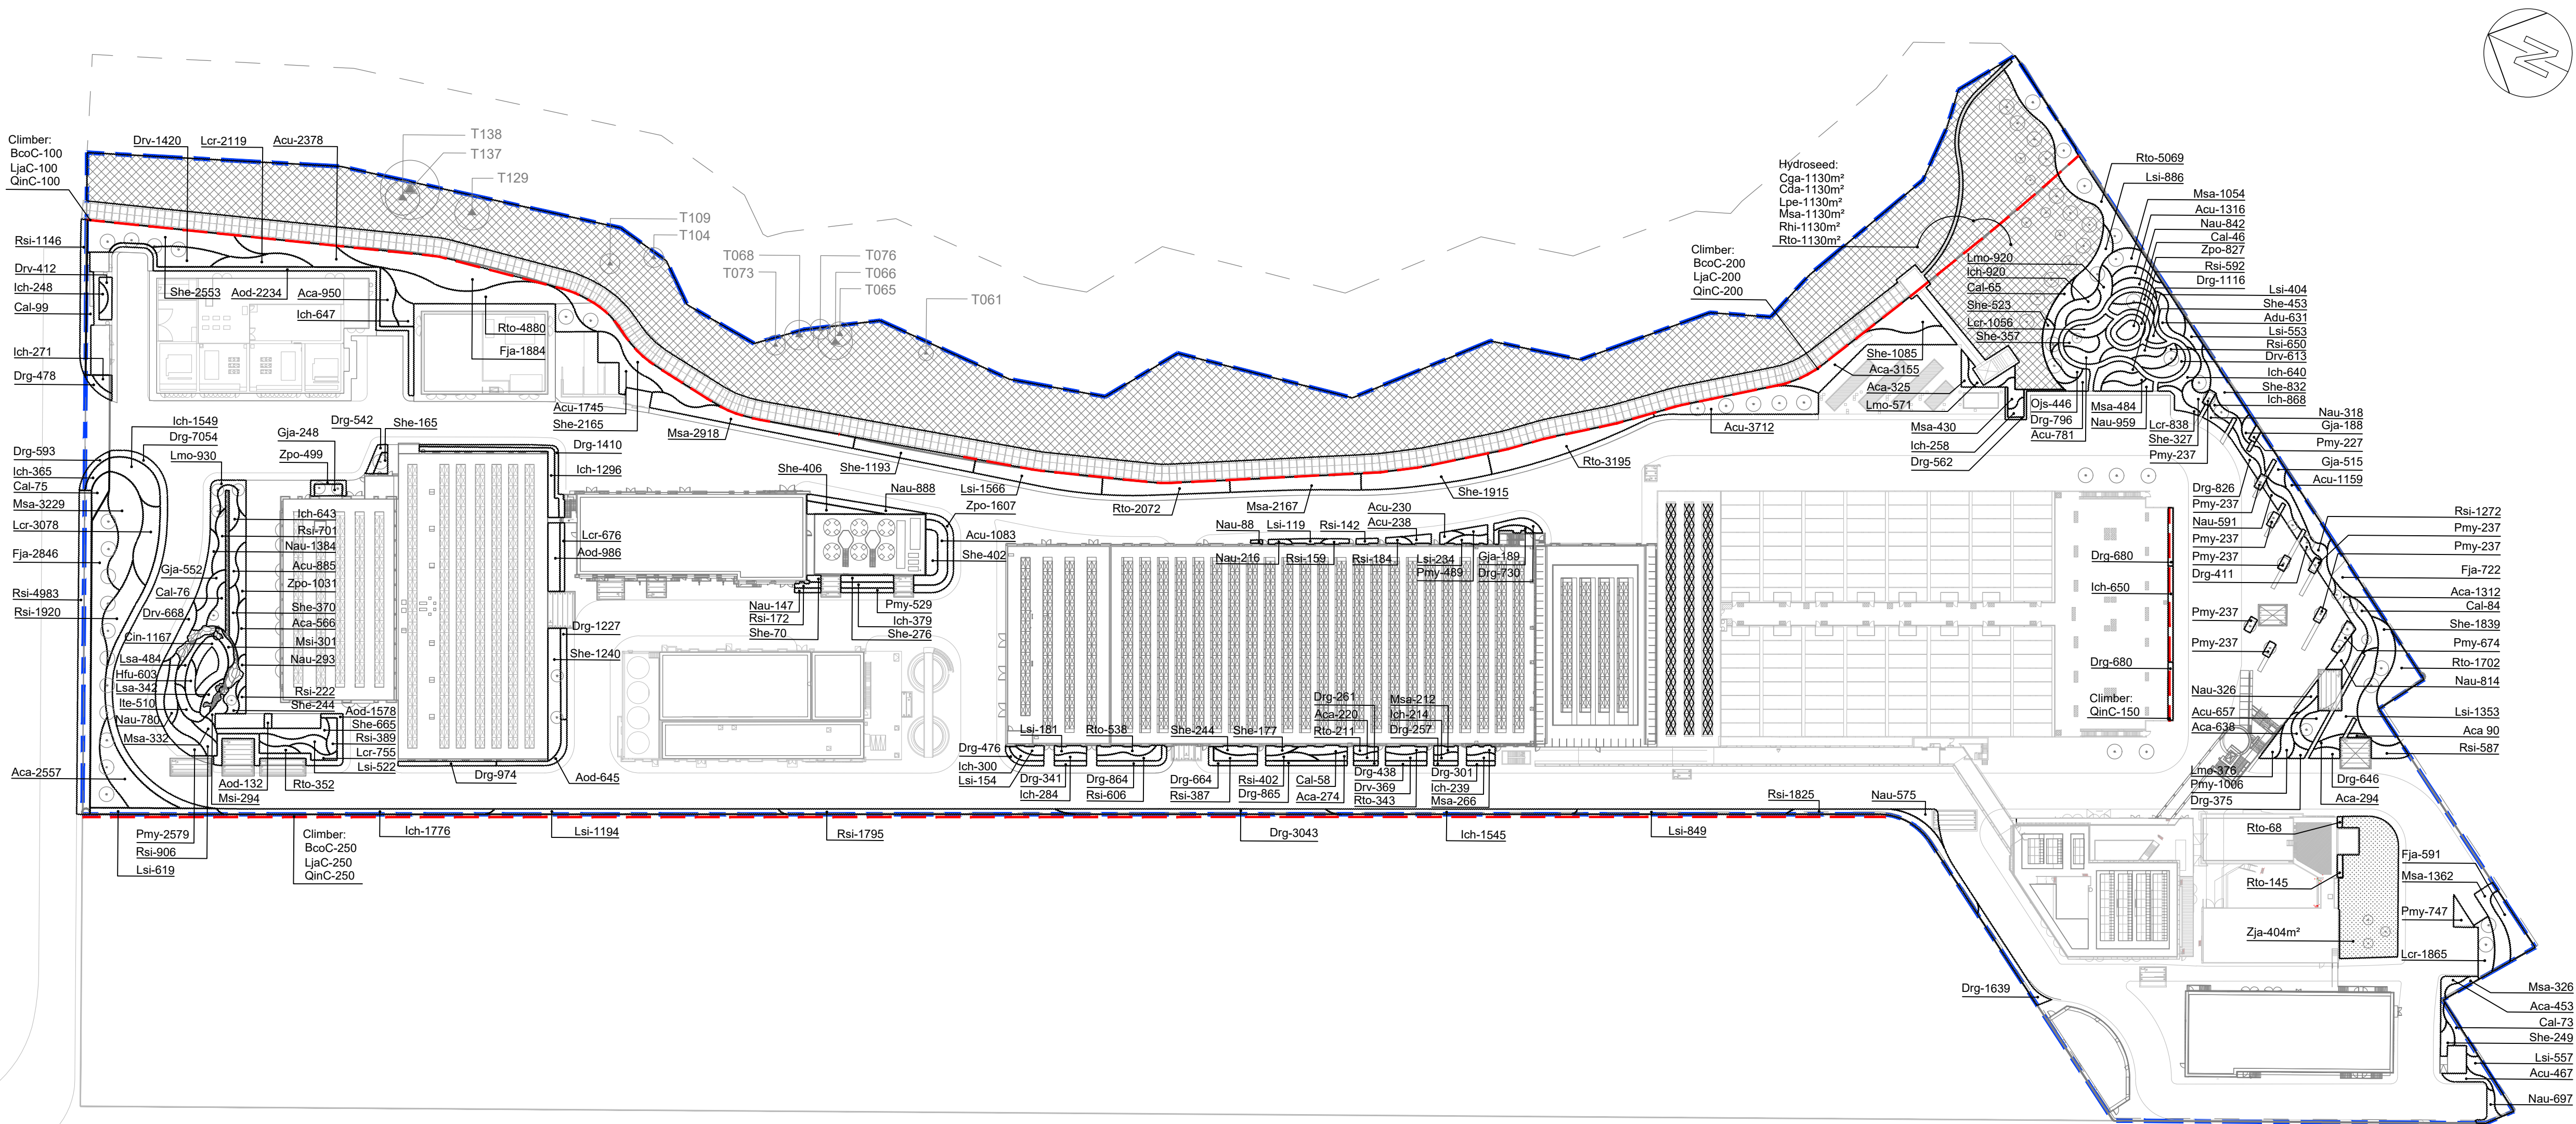 Climber:
BcoC-100
LjaC-100
QinC-100
Drv-1420
Lcr-2119
Acu-2378
T138
T137
T129
T109
T104
T068
T073
T076
T066
T065
T061
Rsi-1146
Drv-412
Ich-248
Cal-99
Ich-271
Drg-478
She-2553
Aod-2234
Aca-950
Ich-647
Rto-4880
Fja-1884
Acu-1745
She-2165
Msa-2918
She-1193
Lsi-1566
Rto-2072
Msa-2167
She-1915
Rto-3195
Acu-3712
Climber:
BcoC-200
LjaC-200
QinC-200
Hydroseed:
Cga-1130m²
Cda-1130m²
Lpe-1130m²
Msa-1130m²
Rhi-1130m²
Rto-1130m²
She-1085
Aca-3155
Aca-325
Lmo-571
Msa-430
Ich-258
Drg-562
Lmo-920
Ich-920
Cal-65
She-523
Lcr-1056
She-357
Ojs-446
Drg-796
Acu-781
Msa-484
Nau-959
Lcr-838
She-327
Pmy-237
Rto-5069
Lsi-886
Msa-1054
Acu-1316
Nau-842
Cal-46
Zpo-827
Rsi-592
Drg-1116
Lsi-404
She-453
Adu-631
Lsi-553
Rsi-650
Drv-613
Ich-640
She-832
Ich-868
Nau-318
Gja-188
Pmy-227
Gja-515
Acu-1159
Drg-826
Pmy-237
Nau-591
Pmy-237
Pmy-237
Drg-411
Pmy-237
Pmy-237
Rsi-1272
Pmy-237
Pmy-237
Fja-722
Aca-1312
Cal-84
She-1839
Pmy-674
Rto-1702
Nau-814
Lsi-1353
Aca 90
Rsi-587
Nau-326
Acu-657
Aca-638
Lmo-376
Pmy-1006
Drg-375
Drg-646
Aca-294
Drg-680
Ich-650
Drg-680
Climber:
QinC-150
Drg-593
Ich-365
Cal-75
Msa-3229
Lcr-3078
Fja-2846
Rsi-4983
Rsi-1920
Aca-2557
Ich-1549
Drg-7054
Lmo-930
Gja-248
Zpo-499
Drg-542
She-165
Drg-1410
Ich-1296
Ich-643
Rsi-701
Nau-1384
Acu-885
Gja-552
Zpo-1031
Cal-76
She-370
Drv-668
Aca-566
Cin-1167
Msi-301
Lsa-484
Nau-293
Hfu-603
Lsa-342
Rsi-222
Ite-510
She-244
Nau-780
Aod-1578
Msa-332
She-665
Rsi-389
Lcr-755
Lsi-522
Aod-132
Msi-294
Rto-352
Drg-974
Aod-645
Lcr-676
Aod-986
Drg-1227
She-1240
She-406
Nau-888
Zpo-1607
Acu-1083
She-402
Nau-147
Rsi-172
She-70
Pmy-529
Ich-379
She-276
Nau-88
Lsi-119
Rsi-142
Acu-230
Acu-238
Nau-216
Rsi-159
Rsi-184
Lsi-234
Pmy-489
Gja-189
Drg-730
Lsi-181
Rto-538
She-244
She-177
Drg-261
Aca-220
Rto-211
Msa-212
Ich-214
Drg-257
Drg-476
Ich-300
Lsi-154
Drg-341
Ich-284
Drg-864
Rsi-606
Drg-664
Rsi-387
Rsi-402
Drg-865
Cal-58
Aca-274
Drg-438
Drv-369
Rto-343
Drg-301
Ich-239
Msa-266
Pmy-2579
Rsi-906
Lsi-619
Climber:
BcoC-250
LjaC-250
QinC-250
Ich-1776
Lsi-1194
Rsi-1795
Drg-3043
Ich-1545
Lsi-849
Rsi-1825
Nau-575
Drg-1639
Rto-68
Rto-145
Zja-404m²
Fja-591
Msa-1362
Pmy-747
Lcr-1865
Msa-326
Aca-453
Cal-73
She-249
Lsi-557
Acu-467
Nau-697